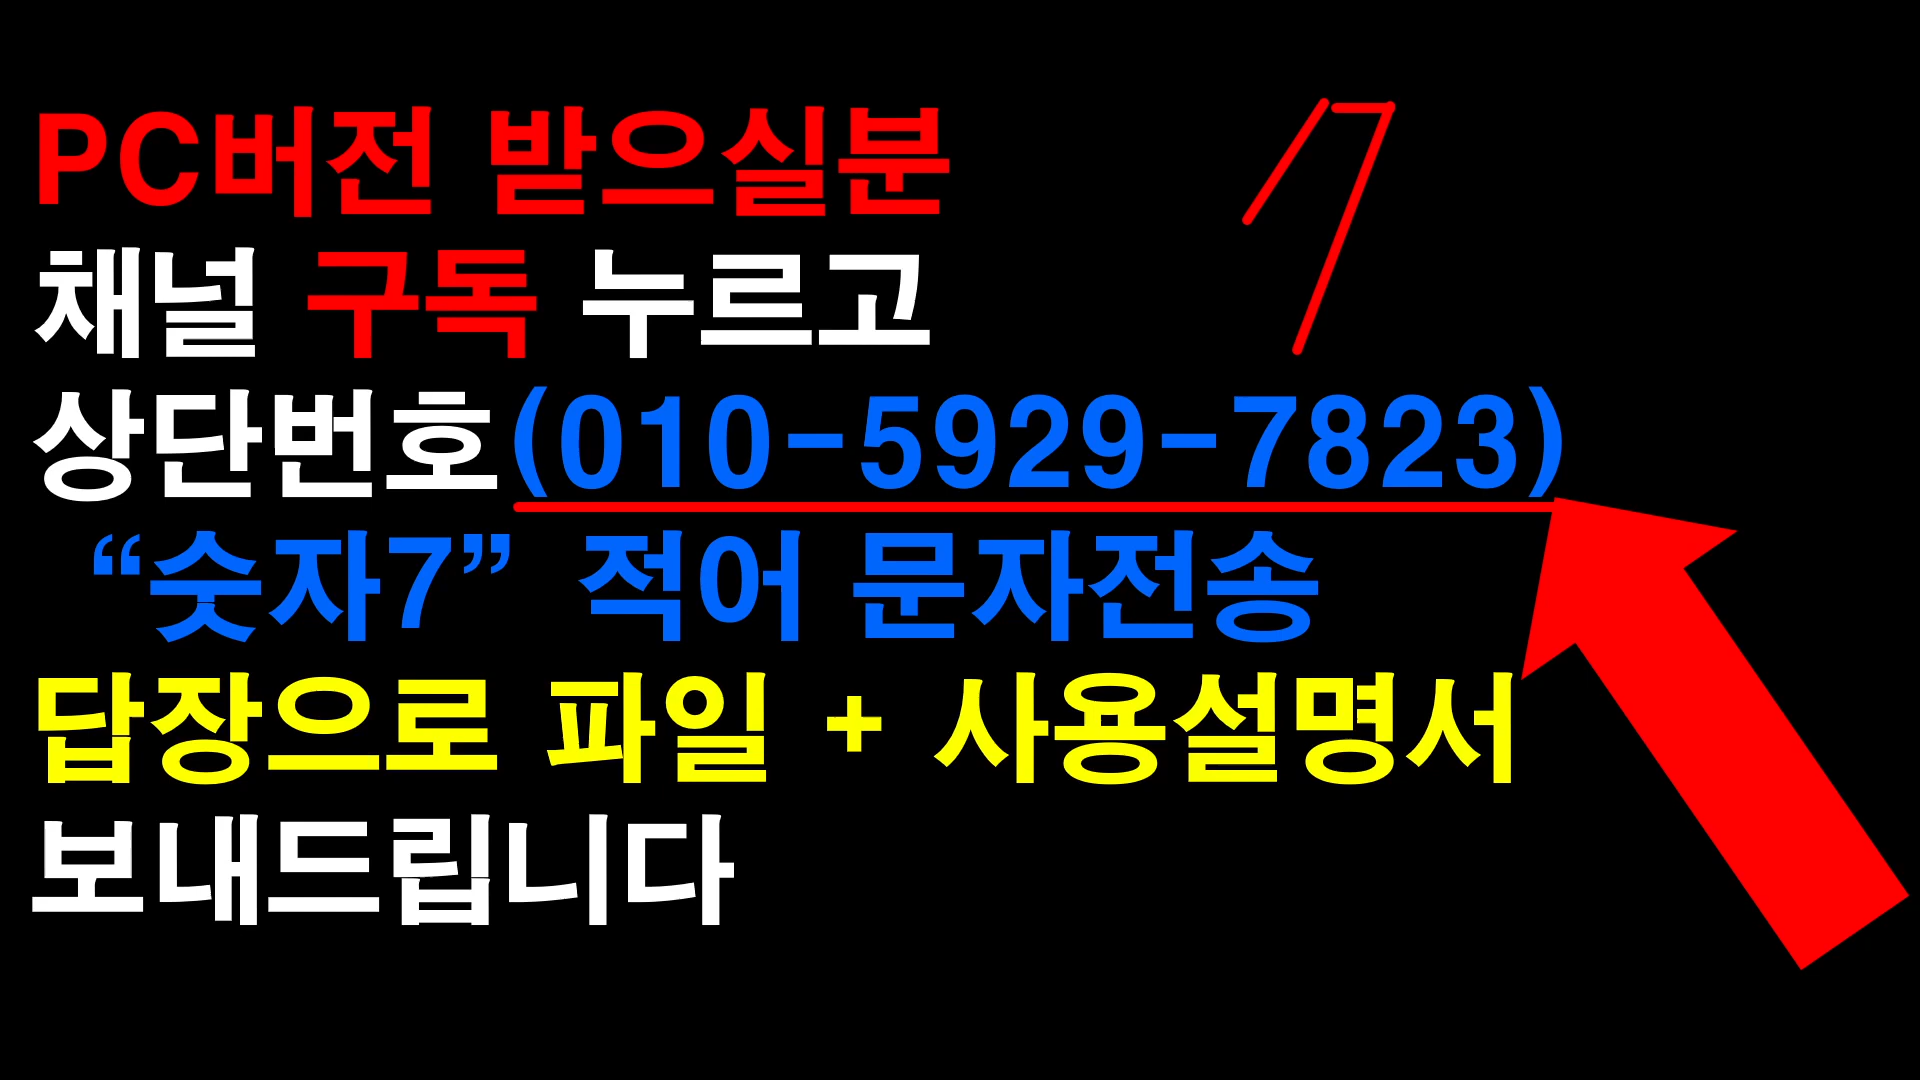 PC버전 받으실분
채널 구독 누르고
상단번호(010-5929-7823)
“숫자7” 적어 문자전송
답장으로 파일 + 사용설명서
보내드립니다
7